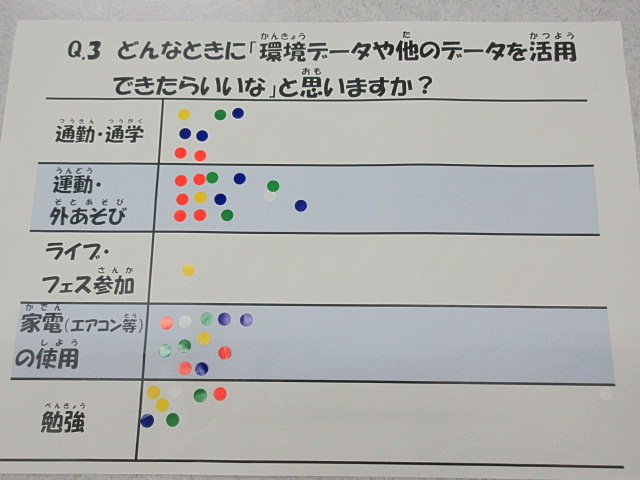 Q.3 どんなときに「環境データや他のデータを活用
できたらいいな」と思いますか？
通勤・通学
運動・
外あそび
ライブ・
フェス参加
家電(エアコン等)
の使用
勉強